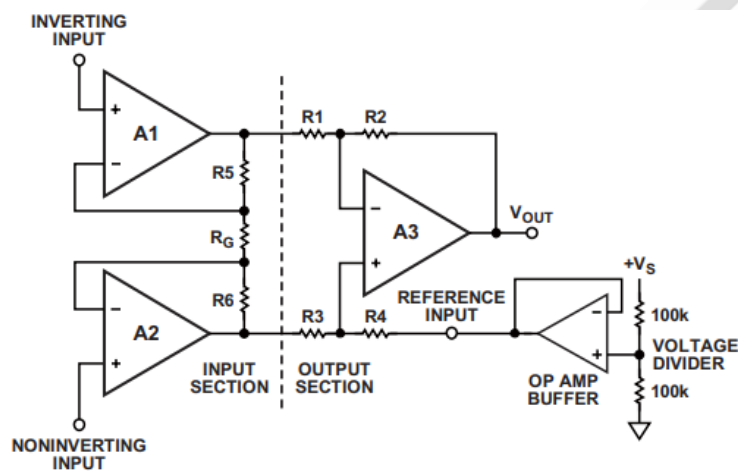 INVERTING
INPUT
+
A1
−
R5
R1
R2
RG
−
A3
+
VOUT
−
A2
+
R6
R3
R4
REFERENCE
INPUT
+VS
−
+
100k
VOLTAGE
DIVIDER
100k
OP AMP
BUFFER
INPUT
SECTION
OUTPUT
SECTION
NONINVERTING
INPUT